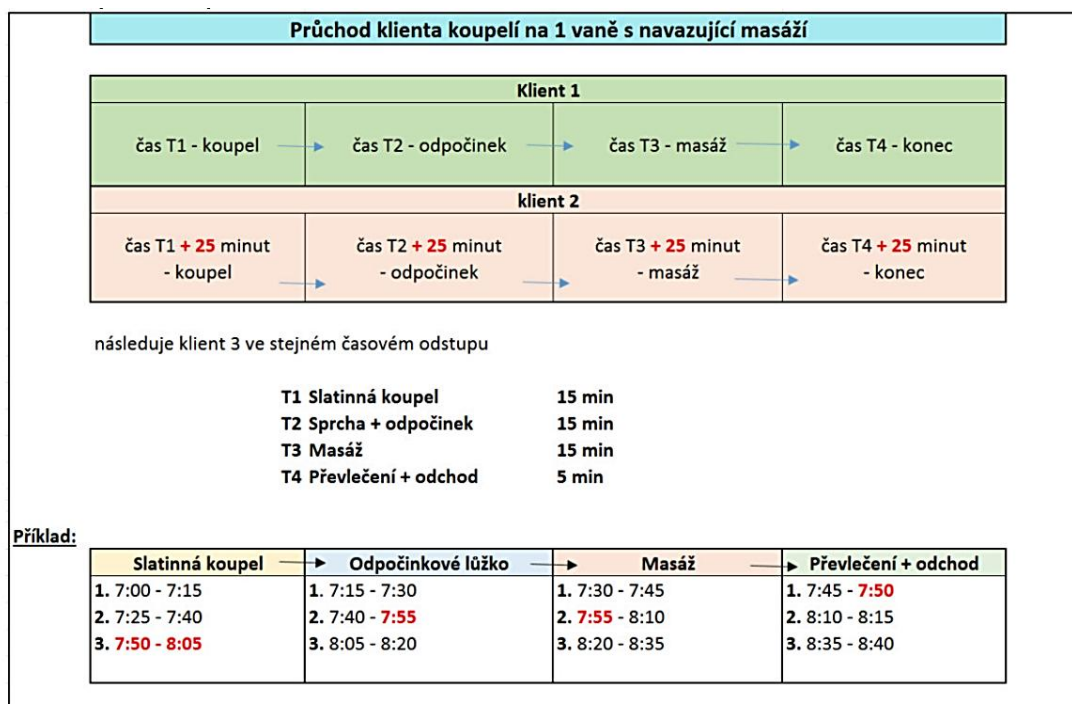 Průchod klienta koupelí na 1 vaně s navazující masáží
Klient 1
čas T1 - koupel
čas T2 - odpočinek
čas T3 - masáž
čas T4 - konec
klient 2
čas T1 + 25 minut
- koupel
čas T2 + 25 minut
- odpočinek
čas T3 + 25 minut
- masáž
čas T4 + 25 minut
- konec
následuje klient 3 ve stejném časovém odstupu
T1 Slatinná koupel 15 min
T2 Sprcha + odpočinek 15 min
T3 Masáž 15 min
T4 Převlečení + odchod 5 min
Příklad:
Slatinná koupel Odpočinkové lůžko Masáž Převlečení + odchod
1. 7:00 - 7:15 1. 7:15 - 7:30 1. 7:30 - 7:45 1. 7:45 - 7:50
2. 7:25 - 7:40 2. 7:40 - 7:55 2. 7:55 - 8:10 2. 8:10 - 8:15
3. 7:50 - 8:05 3. 8:05 - 8:20 3. 8:20 - 8:35 3. 8:35 - 8:40